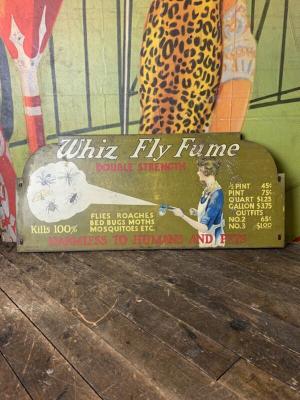 Whiz Fly Fume
DOUBLE STRENGTH
Kills 100%
FLIES ROACHES
BED BUGS MOTHS
MOSQUITOES ETC.
½ PINT 45¢
PINT 75¢
QUART $1.25
GALLON $3.75
OUTFITS
NO.2 65¢
NO.3 $1.00
HARMLESS TO HUMANS AND PETS